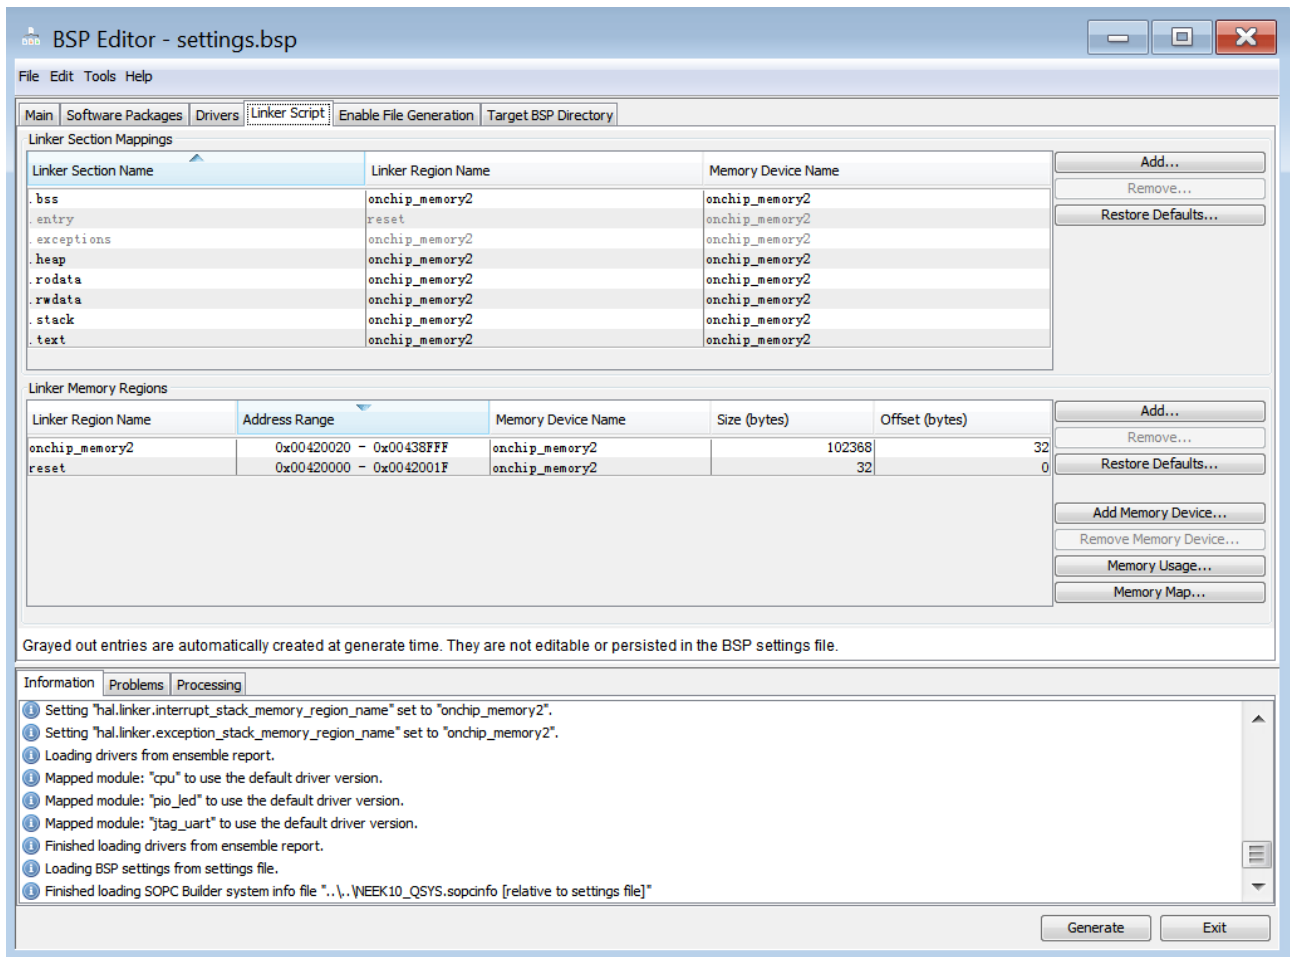 BSP Editor - settings.bsp
File Edit Tools Help
Main Software Packages Drivers Linker Script Enable File Generation Target BSP Directory
Linker Section Mappings
Linker Section Name Linker Region Name Memory Device Name
.bss onchip_memory2 onchip_memory2
.entry reset onchip_memory2
.exceptions onchip_memory2 onchip_memory2
.heap onchip_memory2 onchip_memory2
.rodata onchip_memory2 onchip_memory2
.rwdata onchip_memory2 onchip_memory2
.stack onchip_memory2 onchip_memory2
.text onchip_memory2 onchip_memory2
Add...
Remove...
Restore Defaults...
Linker Memory Regions
Linker Region Name Address Range Memory Device Name Size (bytes) Offset (bytes)
onchip_memory2 0x00420020 - 0x00438FFF onchip_memory2 102368 32
reset 0x00420000 - 0x0042001F onchip_memory2 32 0
Add...
Remove...
Restore Defaults...
Add Memory Device...
Remove Memory Device...
Memory Usage...
Memory Map...
Grayed out entries are automatically created at generate time. They are not editable or persisted in the BSP settings file.
Information Problems Processing
Setting "hal.linker.interrupt_stack_memory_region_name" set to "onchip_memory2".
Setting "hal.linker.exception_stack_memory_region_name" set to "onchip_memory2".
Loading drivers from ensemble report.
Mapped module: "cpu" to use the default driver version.
Mapped module: "pio_led" to use the default driver version.
Mapped module: "jtag_uart" to use the default driver version.
Finished loading drivers from ensemble report.
Loading BSP settings from settings file.
Finished loading SOPC Builder system info file "..\..\NEEK10_QSYS.sopcinfo [relative to settings file]"
Generate Exit